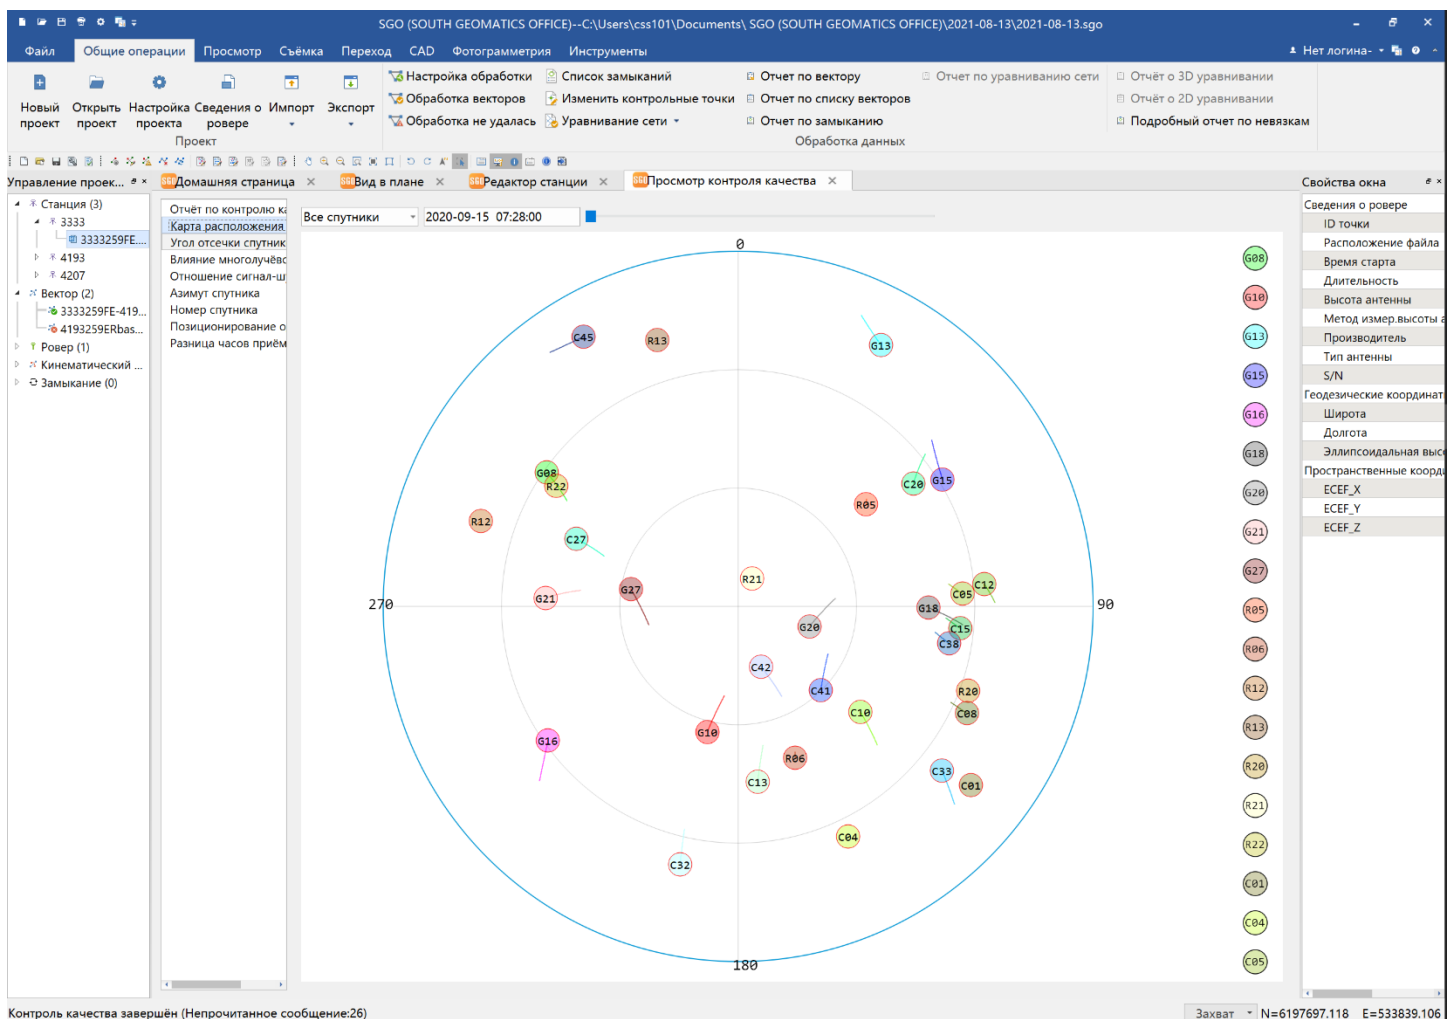 SGO (SOUTH GEOMATICS OFFICE)--C:\Users\css101\Documents\ SGO (SOUTH GEOMATICS OFFICE)\2021-08-13\2021-08-13.sgo
Файл Общие операции Просмотр Съёмка Переход CAD Фотограмметрия Инструменты Нет логина-
Новый проект Открыть проект Настройка проекта Сведения о ровере Импорт Экспорт
Проект
Настройка обработки Список замыканий Отчет по вектору Отчет по уравниванию сети Отчёт о 3D уравнивании
Обработка векторов Изменить контрольные точки Отчет по списку векторов Отчёт о 2D уравнивании
Обработка не удалась Уравнивание сети Отчет по замыканию Подробный отчет по невязкам
Обработка данных
Управление проек...
SGO Домашняя страница SGO Вид в плане SGO Редактор станции SGO Просмотр контроля качества
Свойства окна
Станция (3)
3333
3333259FE....
4193
4207
Вектор (2)
3333259FE-419...
4193259ERbas...
Ровер (1)
Кинематический ...
Замыкание (0)
Отчёт по контролю ка
Карта расположения
Угол отсечки спутник
Влияние многолучёво
Отношение сигнал-ш
Азимут спутника
Номер спутника
Позиционирование о
Разница часов приём
Все спутники 2020-09-15 07:28:00
0
C45
R13
G13
G08
R22
C20
G15
R05
R12
C27
R21
G27
G21
C05
C12
270
G18
90
G20
C15
C38
C42
C41
R20
C10
C08
G10
G16
R06
C13
C33
C01
C04
C32
180
G08
G10
G13
G15
G16
G18
G20
G21
G27
R05
R06
R12
R13
R20
R21
R22
C01
C04
C05
Сведения о ровере
ID точки
Расположение файла
Время старта
Длительность
Высота антенны
Метод измер.высоты а
Производитель
Тип антенны
S/N
Геодезические координат
Широта
Долгота
Эллипсоидальная высо
Пространственные коорди
ECEF_X
ECEF_Y
ECEF_Z
Контроль качества завершён (Непрочитанное сообщение:26)
Захват N=6197697.118 E=533839.106